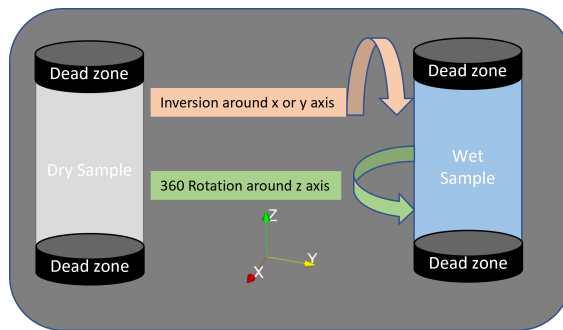 Dead zone
Dead zone
Inversion around x or y axis
Dry Sample
Wet
Sample
360 Rotation around z axis
Z
Y
X
Dead zone
Dead zone